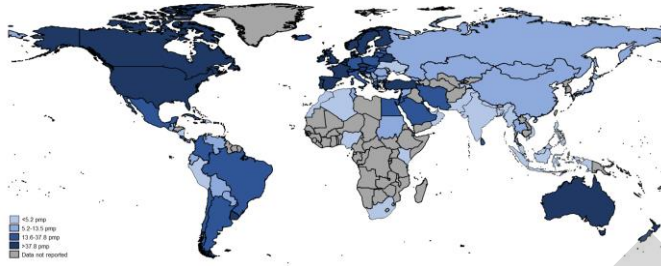 <5.2 pmp
5.2-13.5 pmp
13.6-37.8 pmp
>37.8 pmp
Data not reported